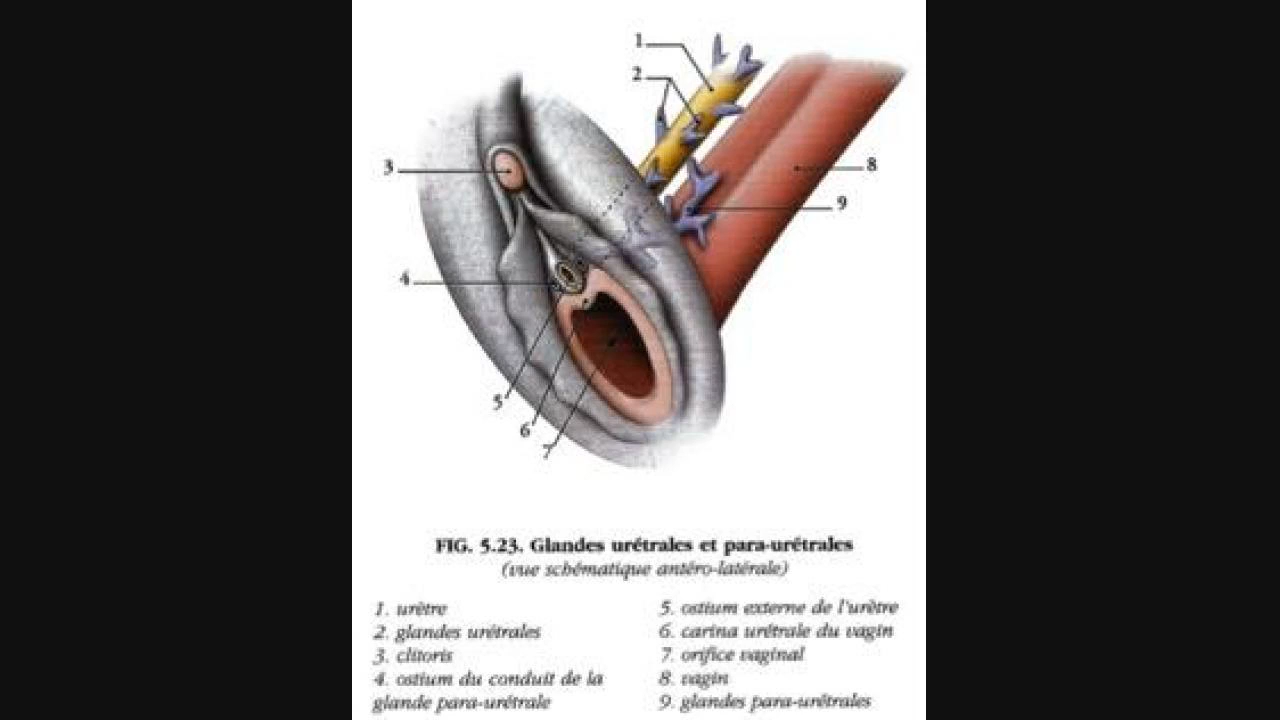 1
2
3
8
9
4
5
6
7
FIG. 5.23. Glandes urétrales et para-urétrales
(vue schématique antéro-latérale)
1. urètre
2. glandes urétrales
3. clitoris
4. ostium du conduit de la
glande para-urétrale
5. ostium externe de l'urètre
6. carina urétrale du vagin
7. orifice vaginal
8. vagin
9. glandes para-urétrales